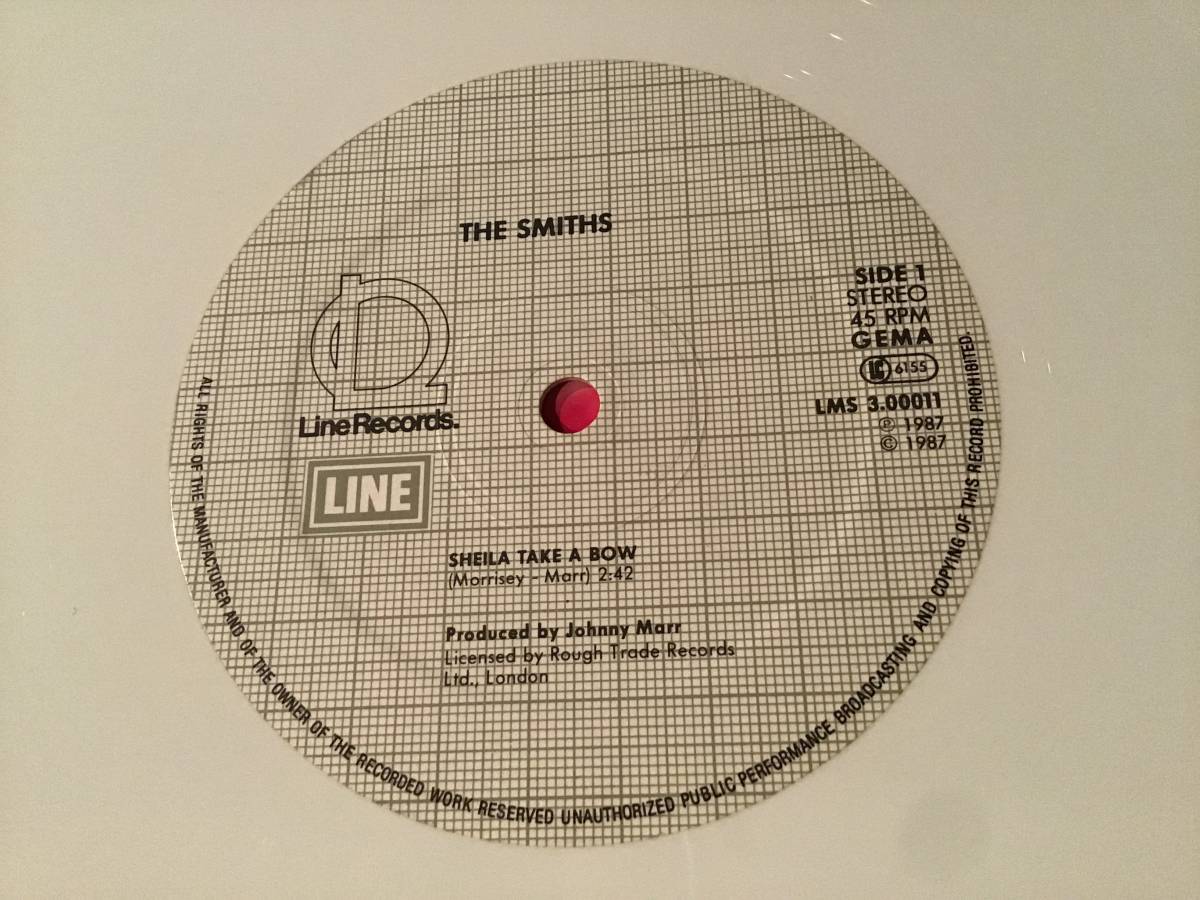 THE SMITHS
SIDE 1
STEREO
45 RPM
GEMA
LC 6155
LMS 3.00011
℗ 1987
© 1987
Line Records.
LINE
SHEILA TAKE A BOW
(Morrisey - Marr) 2:42
Produced by Johnny Marr
Licensed by Rough Trade Records
Ltd., London
ALL RIGHTS OF THE MANUFACTURER AND OF THE OWNER OF THE RECORDED WORK RESERVED UNAUTHORIZED PUBLIC PERFORMANCE BROADCASTING AND COPYING OF THIS RECORD PROHIBITED.